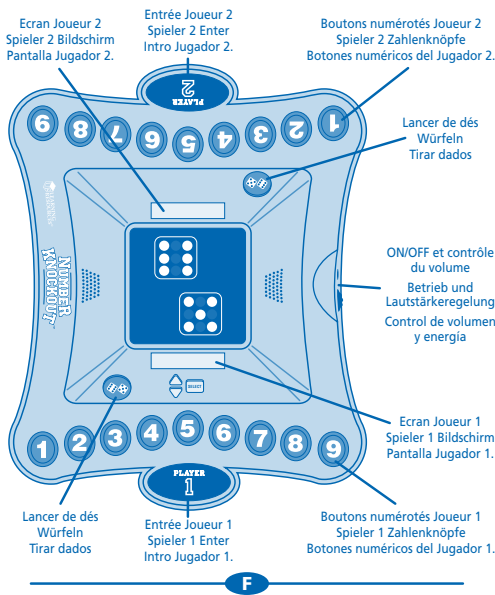 Ecran Joueur 2
Spieler 2 Bildschirm
Pantalla Jugador 2.
Entrée Joueur 2
Spieler 2 Enter
Intro Jugador 2.
Boutons numérotés Joueur 2
Spieler 2 Zahlenknöpfe
Botones numéricos del Jugador 2.
PLAYER
2
9 8 7 6 5 4 3 2 1
Lancer de dés
Würfeln
Tirar dados
NUMBER
KNOCKOUT
ON/OFF et contrôle
du volume
Betrieb und
Lautstärkeregelung
Control de volumen
y energía
SELECT
Ecran Joueur 1
Spieler 1 Bildschirm
Pantalla Jugador 1.
1 2 3 4 5 6 7 8 9
PLAYER
1
Lancer de dés
Würfeln
Tirar dados
Entrée Joueur 1
Spieler 1 Enter
Intro Jugador 1.
Boutons numérotés Joueur 1
Spieler 1 Zahlenknöpfe
Botones numéricos del Jugador 1.
F